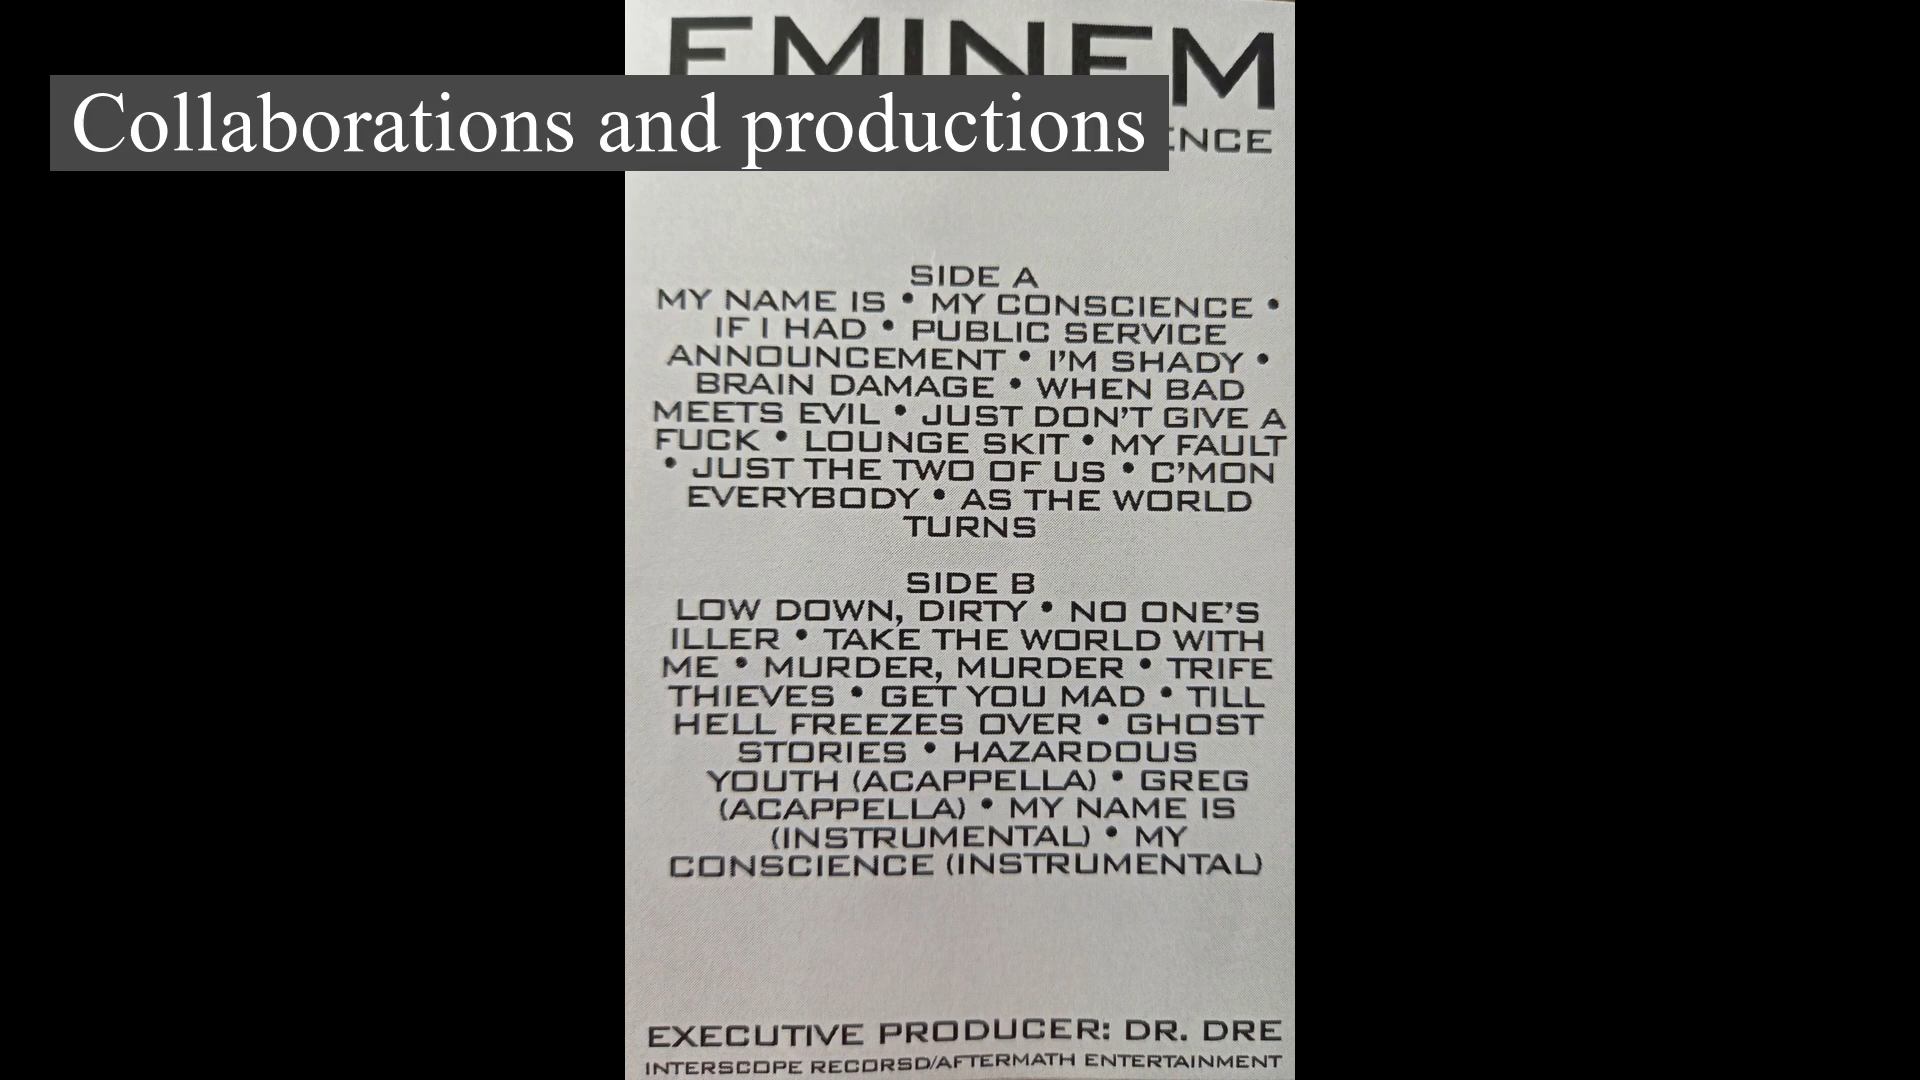 EMINEM
Collaborations and productions
ENCE
SIDE A
MY NAME IS • MY CONSCIENCE •
IF I HAD • PUBLIC SERVICE
ANNOUNCEMENT • I'M SHADY •
BRAIN DAMAGE • WHEN BAD
MEETS EVIL • JUST DON'T GIVE A
FUCK • LOUNGE SKIT • MY FAULT
• JUST THE TWO OF US • C'MON
EVERYBODY • AS THE WORLD
TURNS
SIDE B
LOW DOWN, DIRTY • NO ONE'S
ILLER • TAKE THE WORLD WITH
ME • MURDER, MURDER • TRIFE
THIEVES • GET YOU MAD • TILL
HELL FREEZES OVER • GHOST
STORIES • HAZARDOUS
YOUTH (ACAPPELLA) • GREG
(ACAPPELLA) • MY NAME IS
(INSTRUMENTAL) • MY
CONSCIENCE (INSTRUMENTAL)
EXECUTIVE PRODUCER: DR. DRE
INTERSCOPE RECORSD/AFTERMATH ENTERTAINMENT